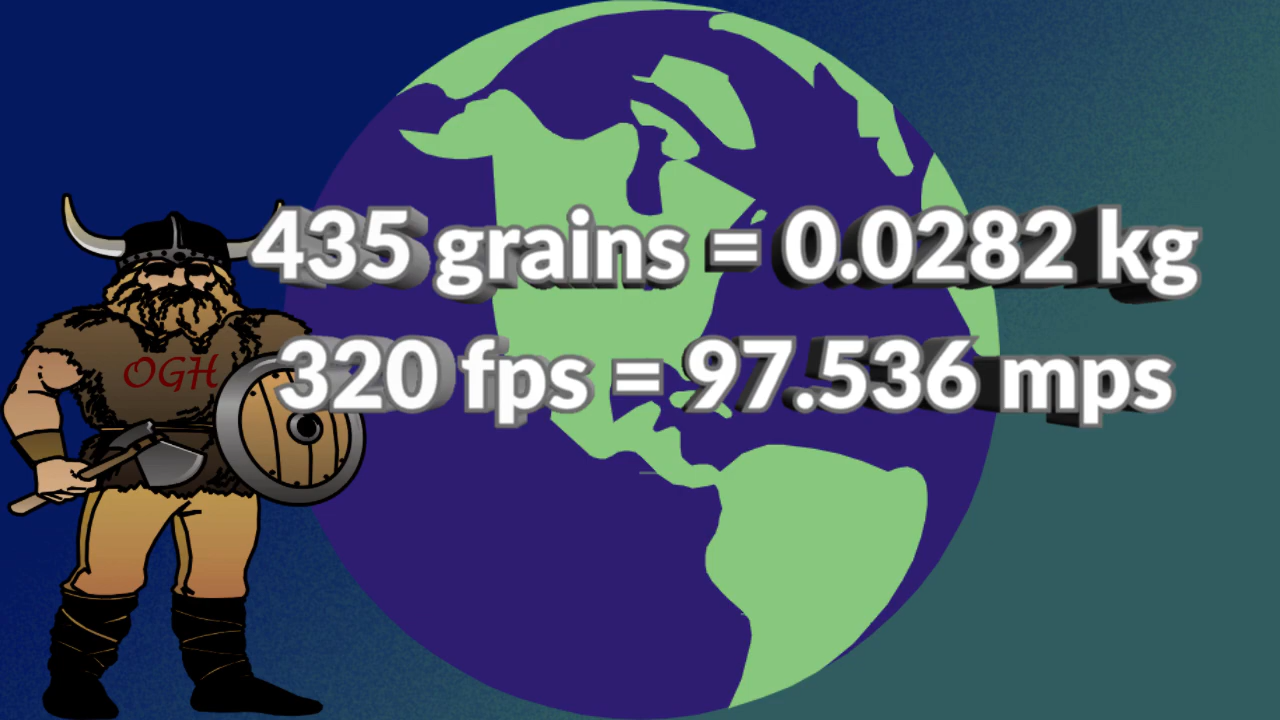 435 grains = 0.0282 kg
320 fps = 97.536 mps
OGH